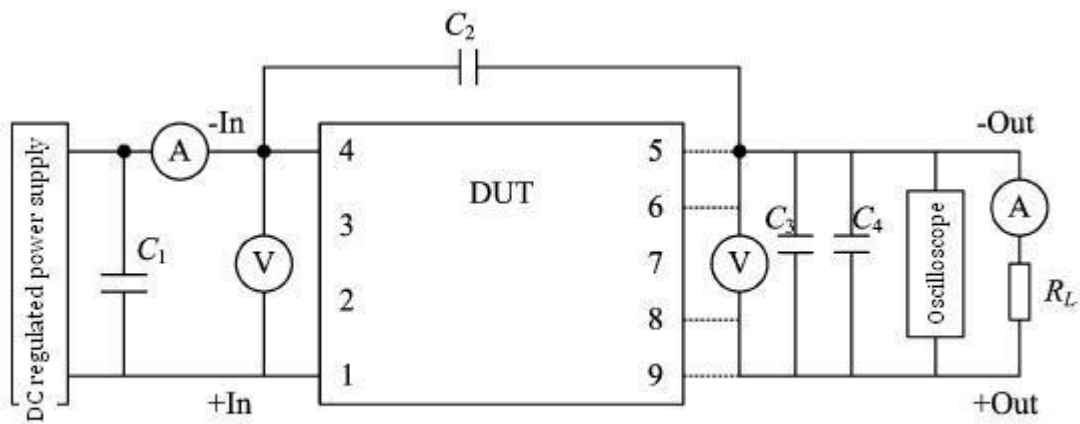 C2
-In
-Out
DC regulated power supply
A
4
5
DUT
6
A
3
C1
V
7
V
C3
C4
Oscilloscope
RL
2
8
1
9
+In
+Out